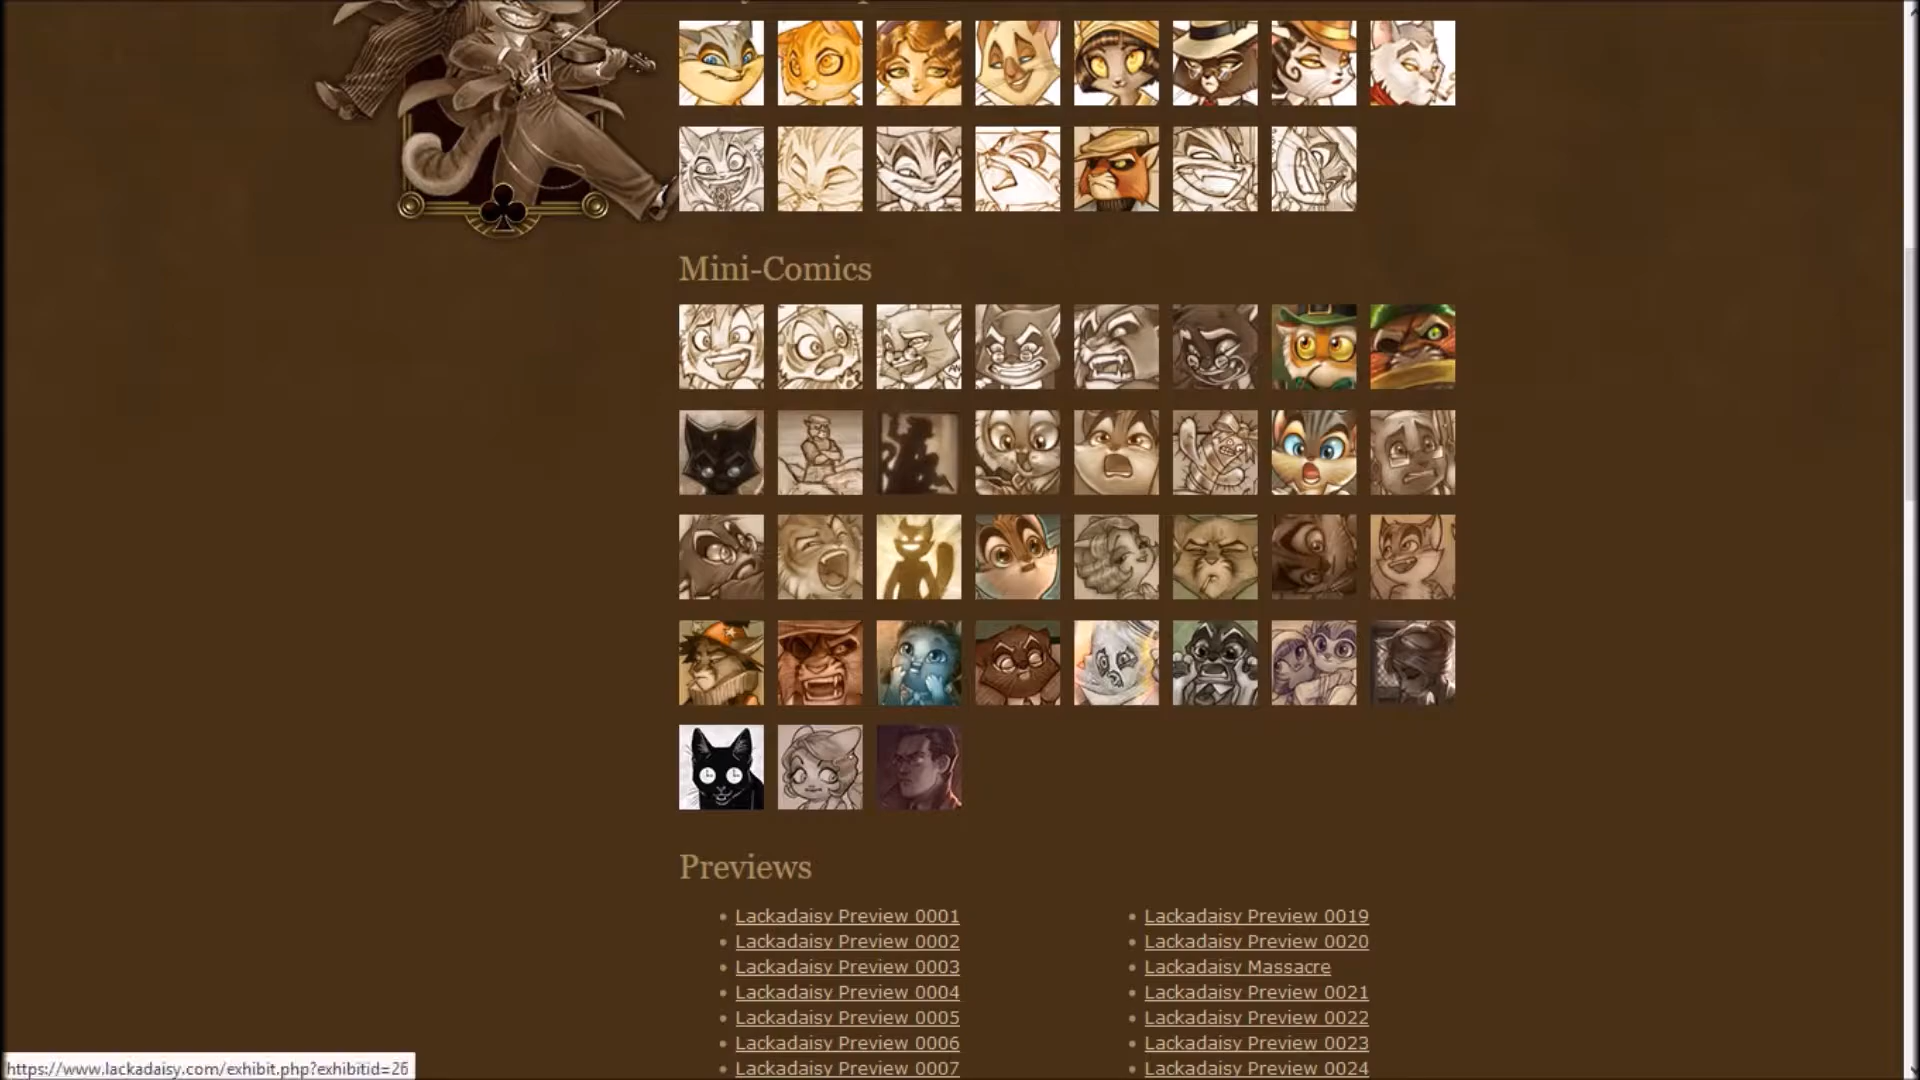 Mini-Comics
Previews
Lackadaisy Preview 0001
Lackadaisy Preview 0002
Lackadaisy Preview 0003
Lackadaisy Preview 0004
Lackadaisy Preview 0005
Lackadaisy Preview 0006
Lackadaisy Preview 0007
Lackadaisy Preview 0019
Lackadaisy Preview 0020
Lackadaisy Massacre
Lackadaisy Preview 0021
Lackadaisy Preview 0022
Lackadaisy Preview 0023
Lackadaisy Preview 0024
https://www.lackadaisy.com/exhibit.php?exhibitid=26